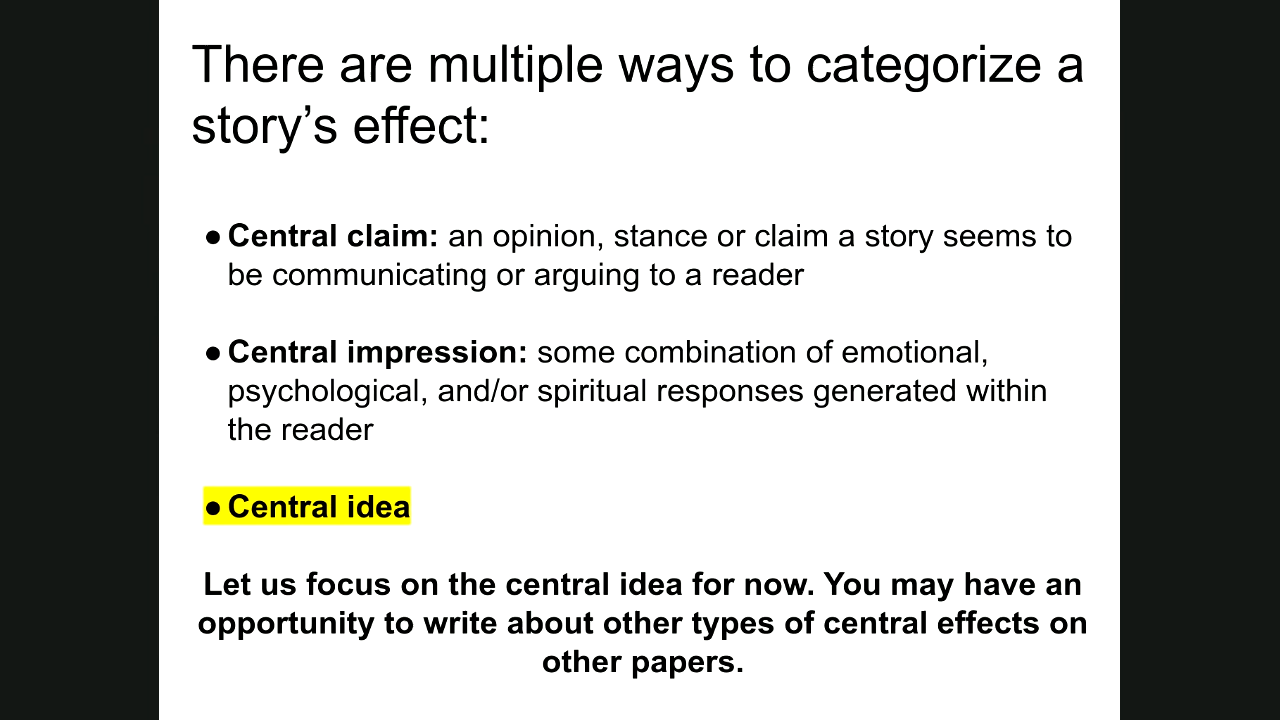 There are multiple ways to categorize a
story’s effect:
● Central claim: an opinion, stance or claim a story seems to
be communicating or arguing to a reader
● Central impression: some combination of emotional,
psychological, and/or spiritual responses generated within
the reader
● Central idea
Let us focus on the central idea for now. You may have an
opportunity to write about other types of central effects on
other papers.